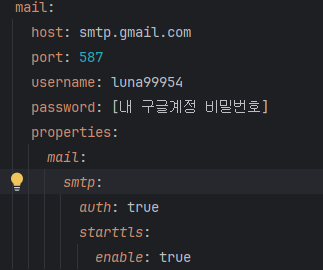 mail:
  host: smtp.gmail.com
  port: 587
  username: luna99954
  password: [내 구글계정 비밀번호]
  properties:
    mail:
      smtp:
        auth: true
        starttls:
          enable: true